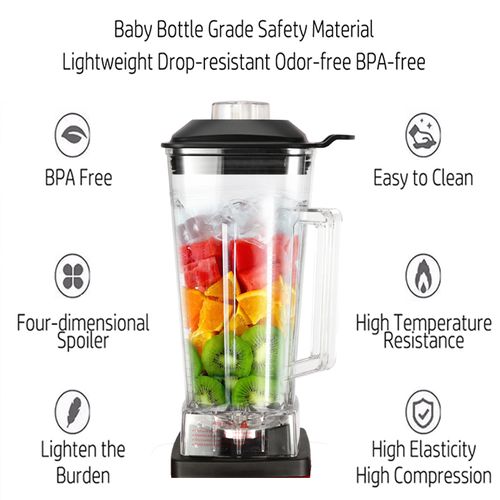 Baby Bottle Grade Safety Material
Lightweight Drop-resistant Odor-free BPA-free
BPA Free
Easy to Clean
Four-dimensional
Spoiler
High Temperature
Resistance
Lighten the
Burden
High Elasticity
High Compression